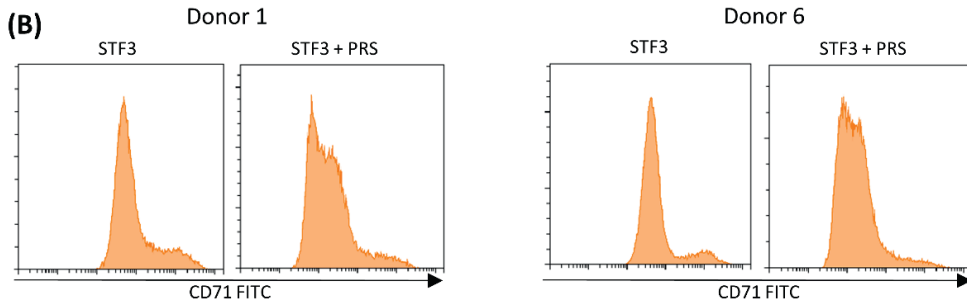 (B)
Donor 1
Donor 6
STF3
STF3 + PRS
STF3
STF3 + PRS
CD71 FITC
CD71 FITC